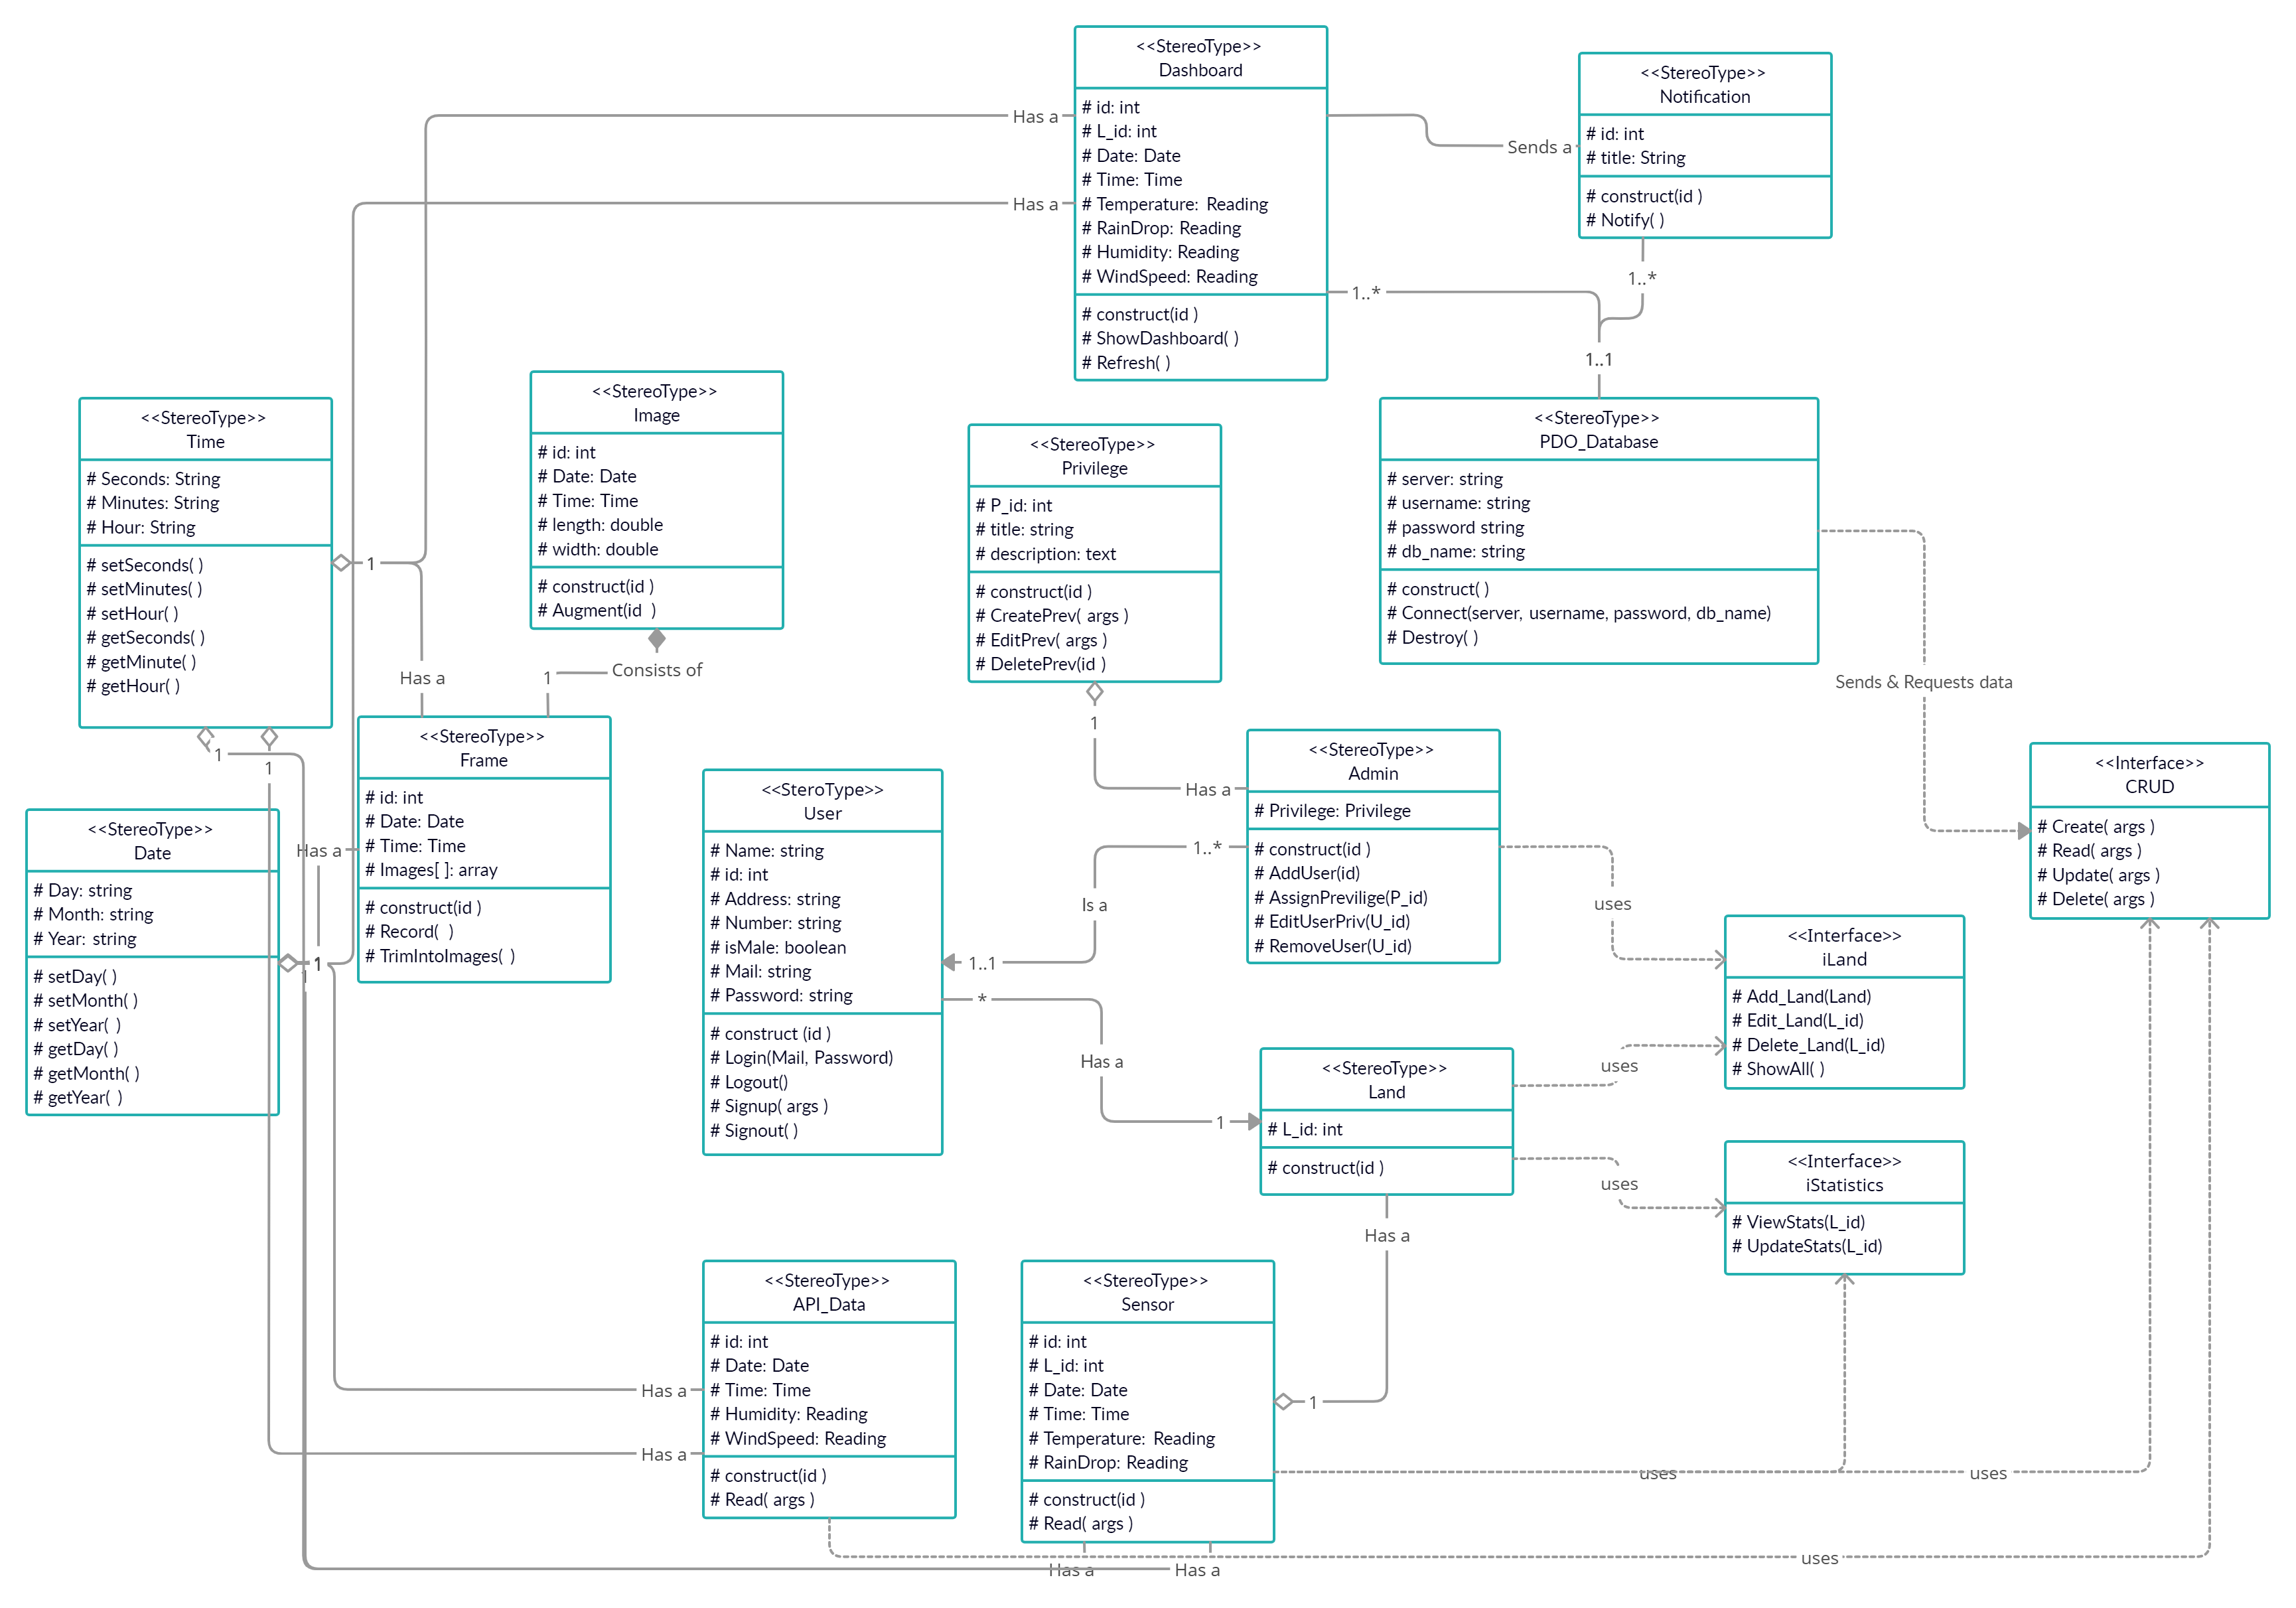 <<StereoType>>
Dashboard
# id: int
# L_id: int
# Date: Date
# Time: Time
# Temperature: Reading
# RainDrop: Reading
# Humidity: Reading
# WindSpeed: Reading
# construct(id )
# ShowDashboard( )
# Refresh( )
<<StereoType>>
Notification
# id: int
# title: String
# construct(id )
# Notify( )
Has a
Has a
Sends a
1..*
1..*
1..1
<<StereoType>>
Time
# Seconds: String
# Minutes: String
# Hour: String
# setSeconds( )
# setMinutes( )
# setHour( )
# getSeconds( )
# getMinute( )
# getHour( )
1
Has a
1
1
<<StereoType>>
Image
# id: int
# Date: Date
# Time: Time
# length: double
# width: double
# construct(id )
# Augment(id )
Consists of
1
<<StereoType>>
Privilege
# P_id: int
# title: string
# description: text
# construct(id )
# CreatePrev( args )
# EditPrev( args )
# DeletePrev(id )
1
Has a
<<StereoType>>
PDO_Database
# server: string
# username: string
# password string
# db_name: string
# construct( )
# Connect(server, username, password, db_name)
# Destroy( )
Sends & Requests data
<<StereoType>>
Frame
# id: int
# Date: Date
# Time: Time
# Images[ ]: array
# construct(id )
# Record( )
# TrimIntoImages( )
Has a
<<StereoType>>
Date
# Day: string
# Month: string
# Year: string
# setDay( )
# setMonth( )
# setYear( )
# getDay( )
# getMonth( )
# getYear( )
1
1
<<SteroType>>
User
# Name: string
# id: int
# Address: string
# Number: string
# isMale: boolean
# Mail: string
# Password: string
# construct (id )
# Login(Mail, Password)
# Logout()
# Signup( args )
# Signout( )
<<StereoType>>
Admin
# Privilege: Privilege
# construct(id )
# AddUser(id)
# AssignPrevilige(P_id)
# EditUserPriv(U_id)
# RemoveUser(U_id)
1..*
Is a
1..1
*
Has a
1
uses
<<Interface>>
CRUD
# Create( args )
# Read( args )
# Update( args )
# Delete( args )
<<Interface>>
iLand
# Add_Land(Land)
# Edit_Land(L_id)
# Delete_Land(L_id)
# ShowAll( )
<<StereoType>>
Land
# L_id: int
# construct(id )
uses
uses
Has a
1
<<Interface>>
iStatistics
# ViewStats(L_id)
# UpdateStats(L_id)
<<StereoType>>
API_Data
# id: int
# Date: Date
# Time: Time
# Humidity: Reading
# WindSpeed: Reading
# construct(id )
# Read( args )
Has a
Has a
<<StereoType>>
Sensor
# id: int
# L_id: int
# Date: Date
# Time: Time
# Temperature: Reading
# RainDrop: Reading
# construct(id )
# Read( args )
uses
uses
uses
Has a
Has a